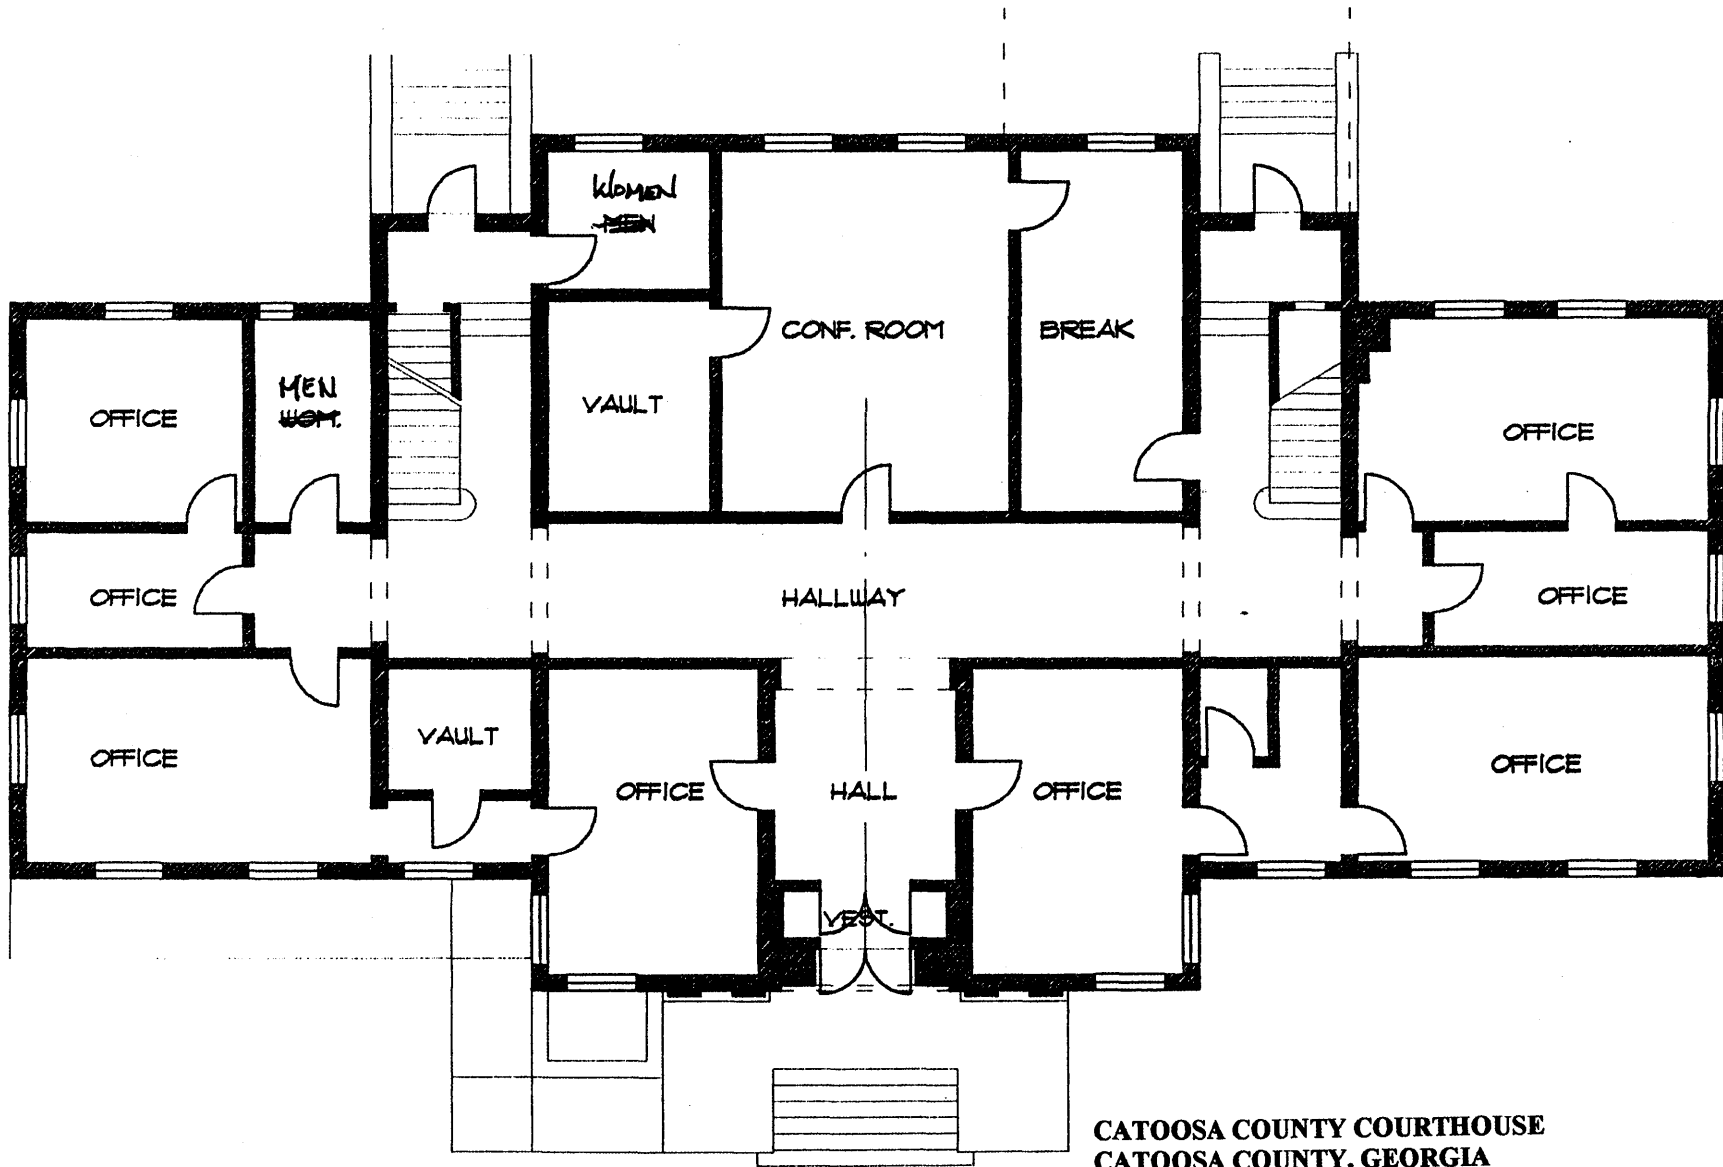 WOMEN
MEN
CONF. ROOM
BREAK
MEN
WOM.
VAULT
OFFICE
OFFICE
OFFICE
HALLWAY
OFFICE
VAULT
OFFICE
OFFICE
HALL
OFFICE
OFFICE
VEST.
CATOOSA COUNTY COURTHOUSE
CATOOSA COUNTY, GEORGIA